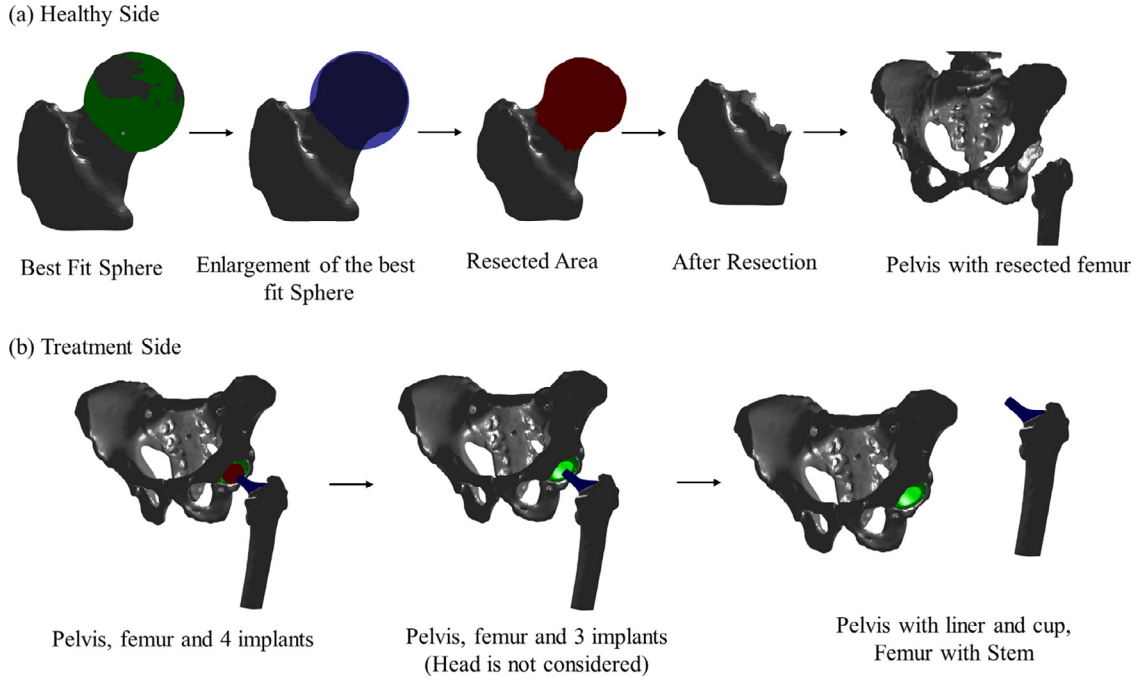 (a) Healthy Side
Best Fit Sphere
Enlargement of the best
fit Sphere
Resected Area
After Resection
Pelvis with resected femur
(b) Treatment Side
Pelvis, femur and 4 implants
Pelvis, femur and 3 implants
(Head is not considered)
Pelvis with liner and cup,
Femur with Stem